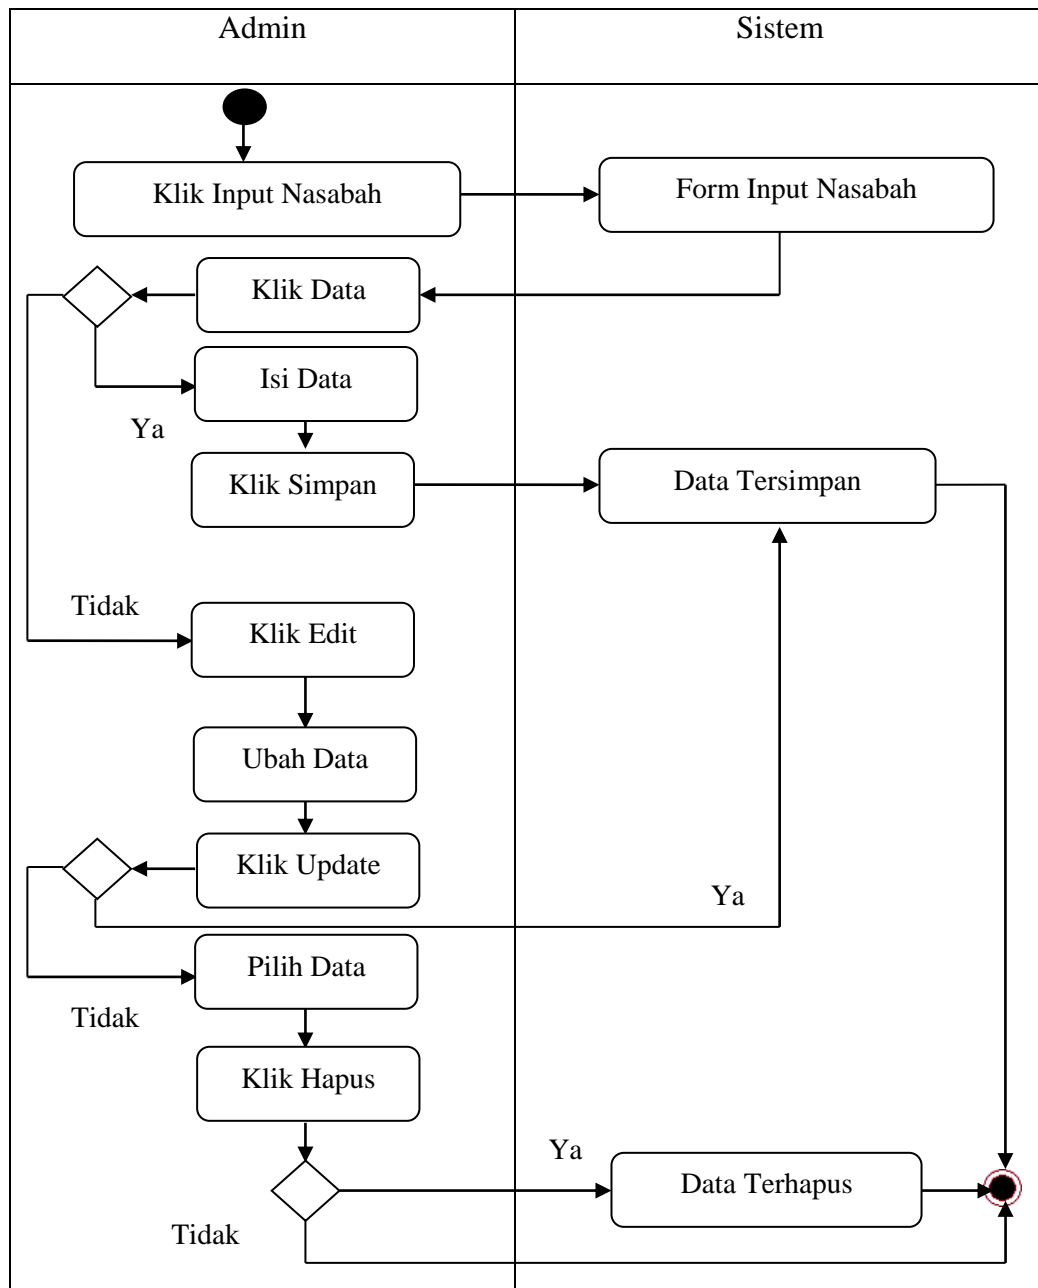 Admin
Sistem
Klik Input Nasabah
Form Input Nasabah
Klik Data
Isi Data
Ya
Klik Simpan
Data Tersimpan
Tidak
Klik Edit
Ubah Data
Klik Update
Ya
Pilih Data
Tidak
Klik Hapus
Ya
Data Terhapus
Tidak